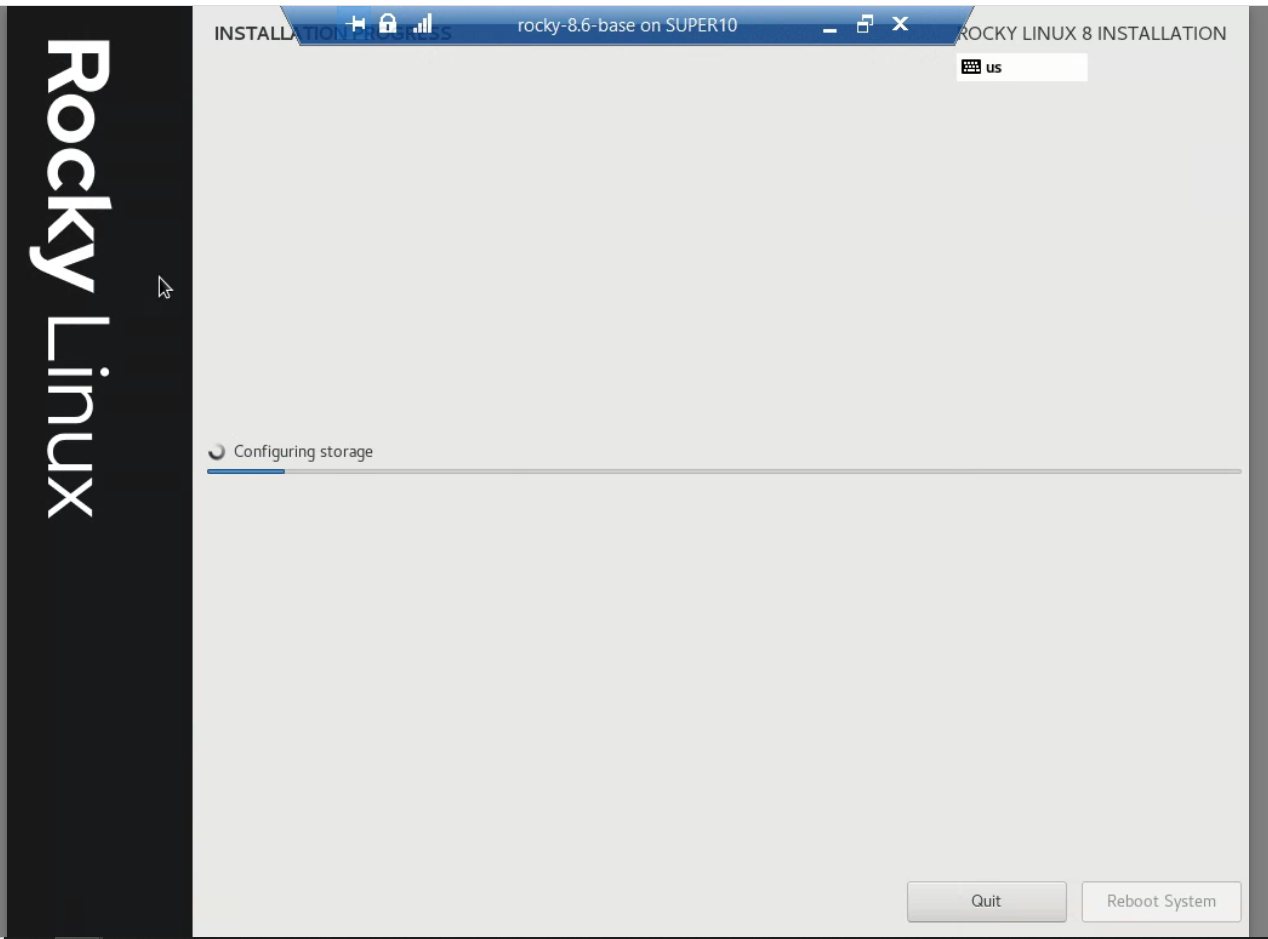 rocky-8.6-base on SUPER10
INSTALLATION PROGRESS
ROCKY LINUX 8 INSTALLATION
us
Rocky Linux
Configuring storage
Quit
Reboot System